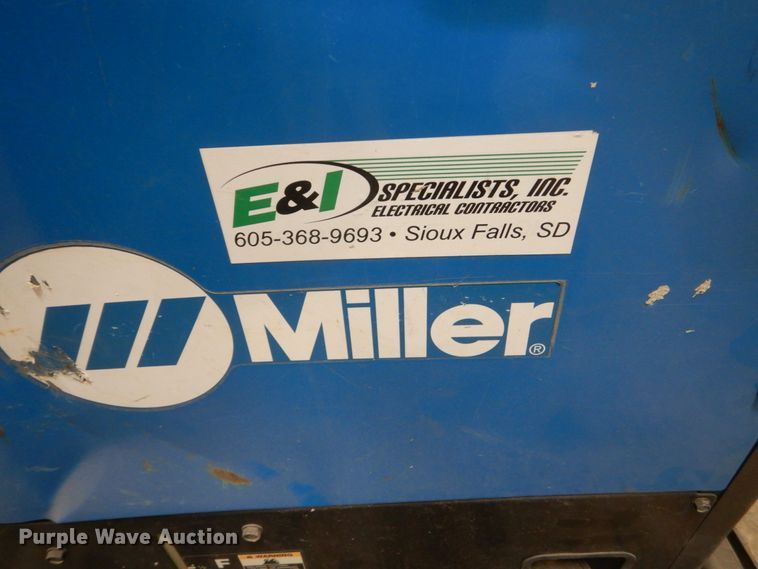 E&I SPECIALISTS, INC.
ELECTRICAL CONTRACTORS
605-368-9693 • Sioux Falls, SD
Miller®
Purple Wave Auction
F
WARNING